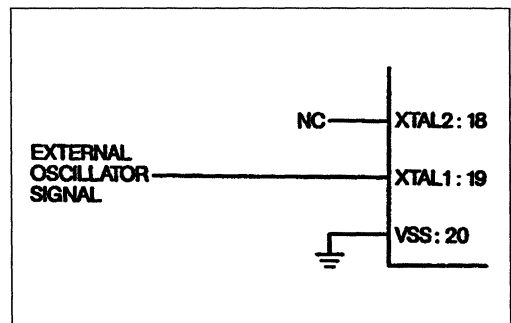 NC
XTAL2: 18
EXTERNAL
OSCILLATOR
SIGNAL
XTAL1: 19
VSS: 20